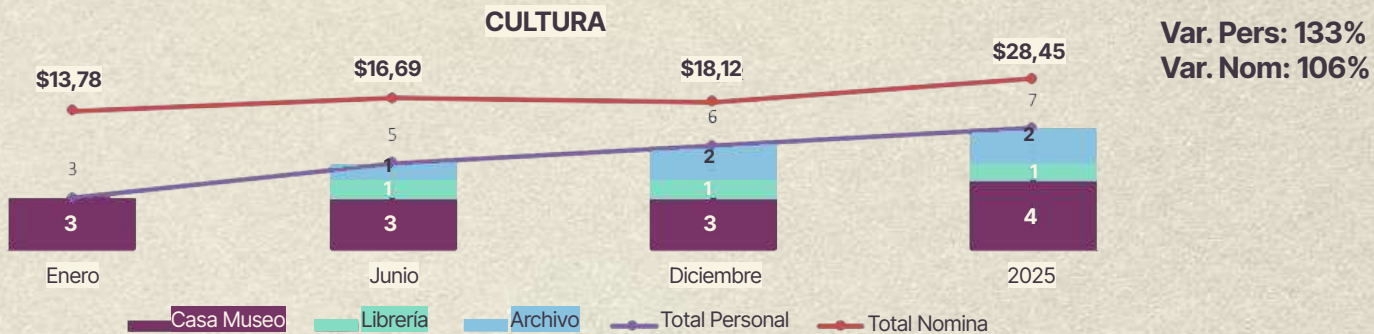 CULTURA
Var. Pers: 133%
Var. Nom: 106%
$13,78
$16,69
$18,12
$28,45
3
5
6
7
1
2
2
1
1
1
3
3
3
4
Enero
Junio
Diciembre
2025
Casa Museo
Librería
Archivo
Total Personal
Total Nomina